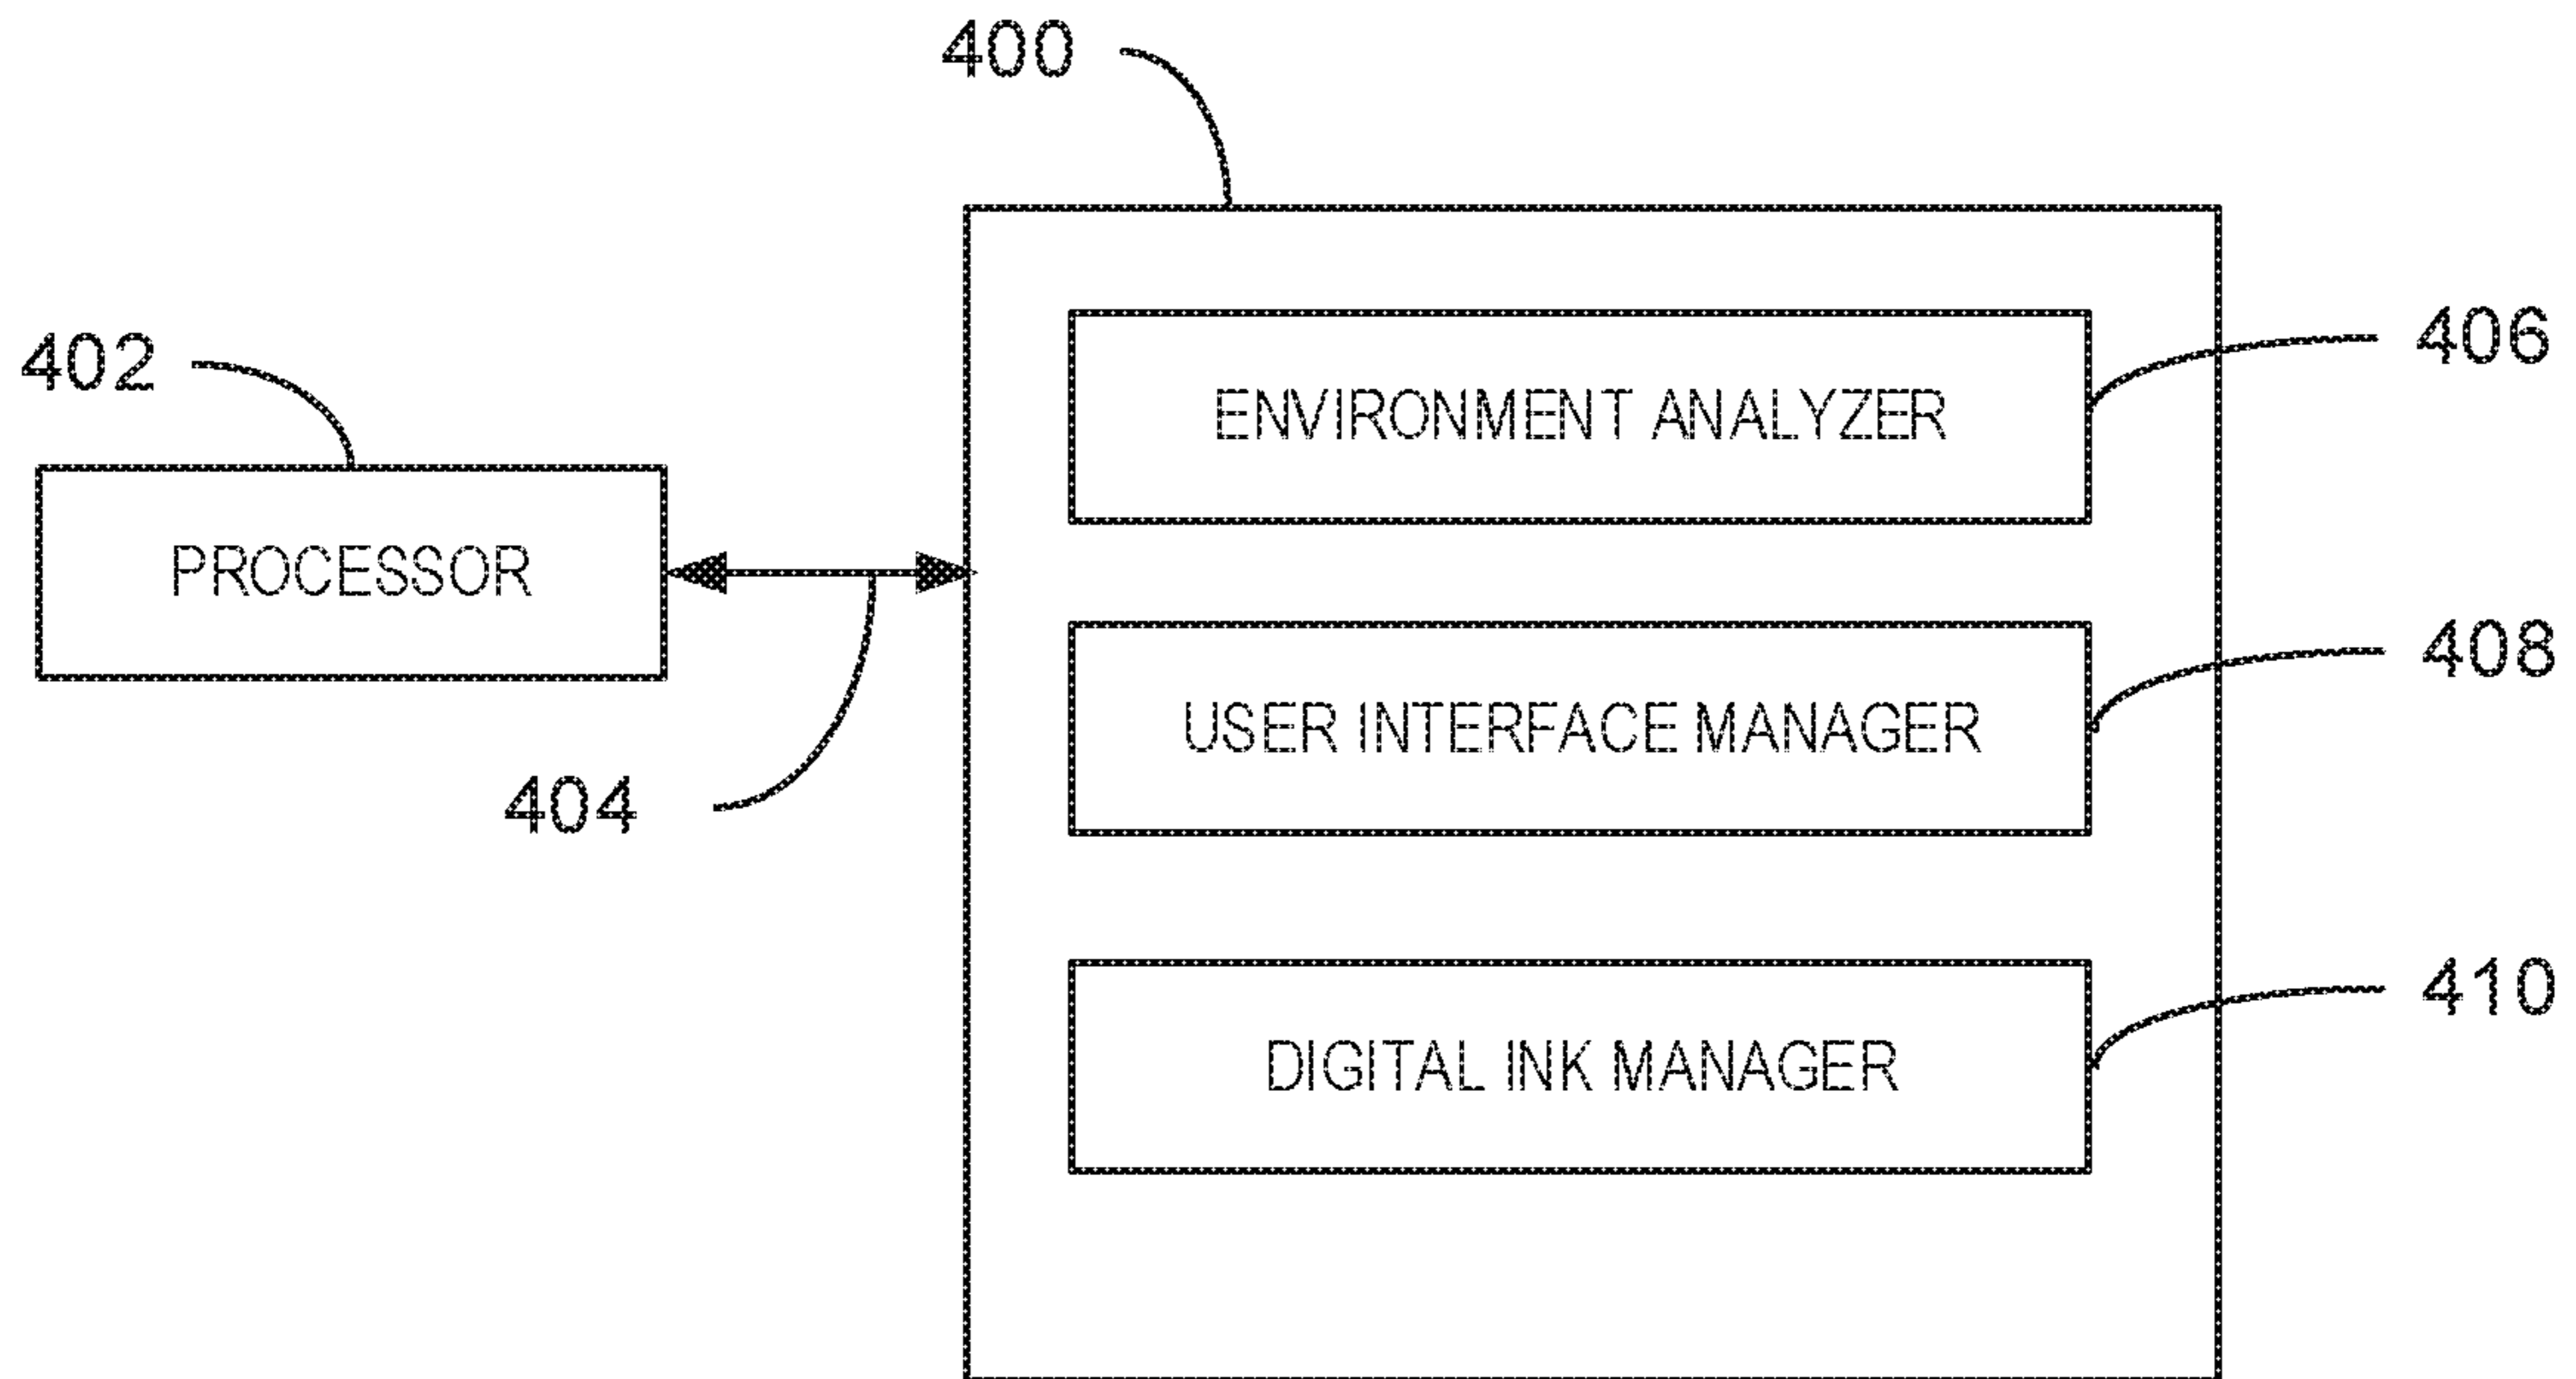 400
402
406
ENVIRONMENT ANALYZER
PROCESSOR
408
USER INTERFACE MANAGER
404
410
DIGITAL INK MANAGER